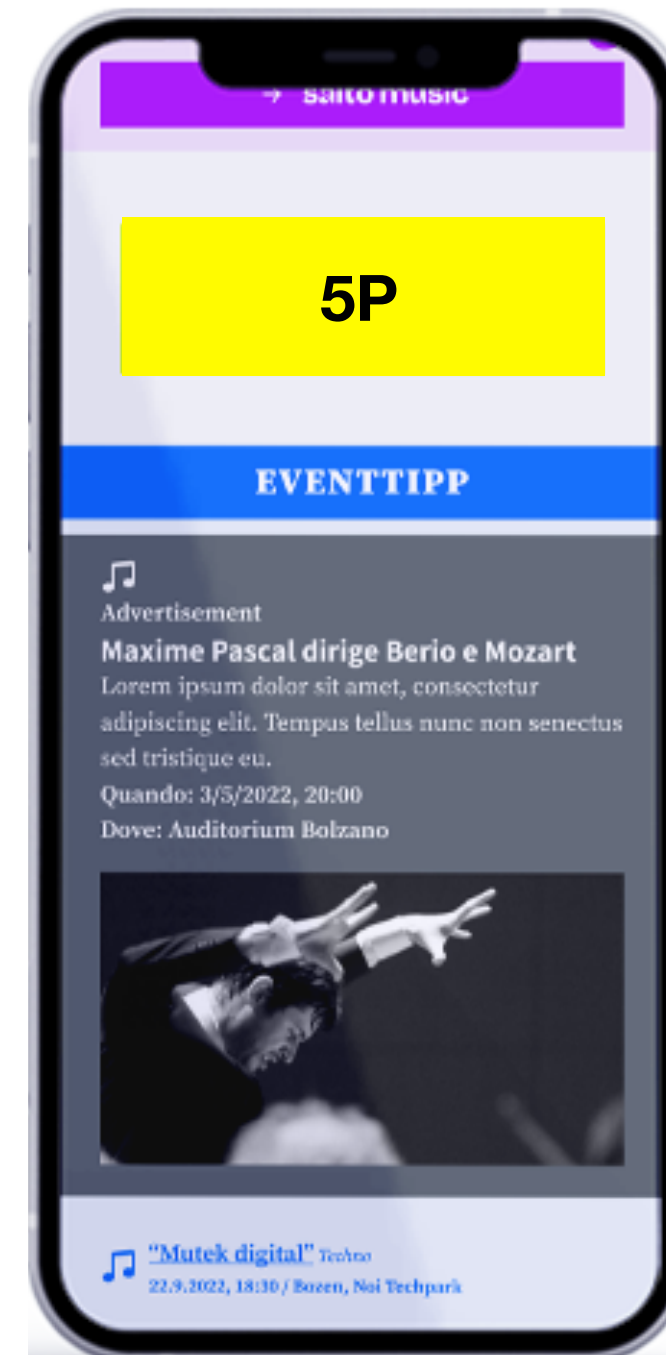 → salto music
5P
EVENTTIPP
Advertisement
Maxime Pascal dirige Berio e Mozart
Lorem ipsum dolor sit amet, consectetur
adipiscing elit. Tempus tellus nunc non senectus
sed tristique eu.
Quando: 3/5/2022, 20:00
Dove: Auditorium Bolzano
“Mutek digital” Techno
22.9.2022, 18:30 / Bozen, Noi Techpark